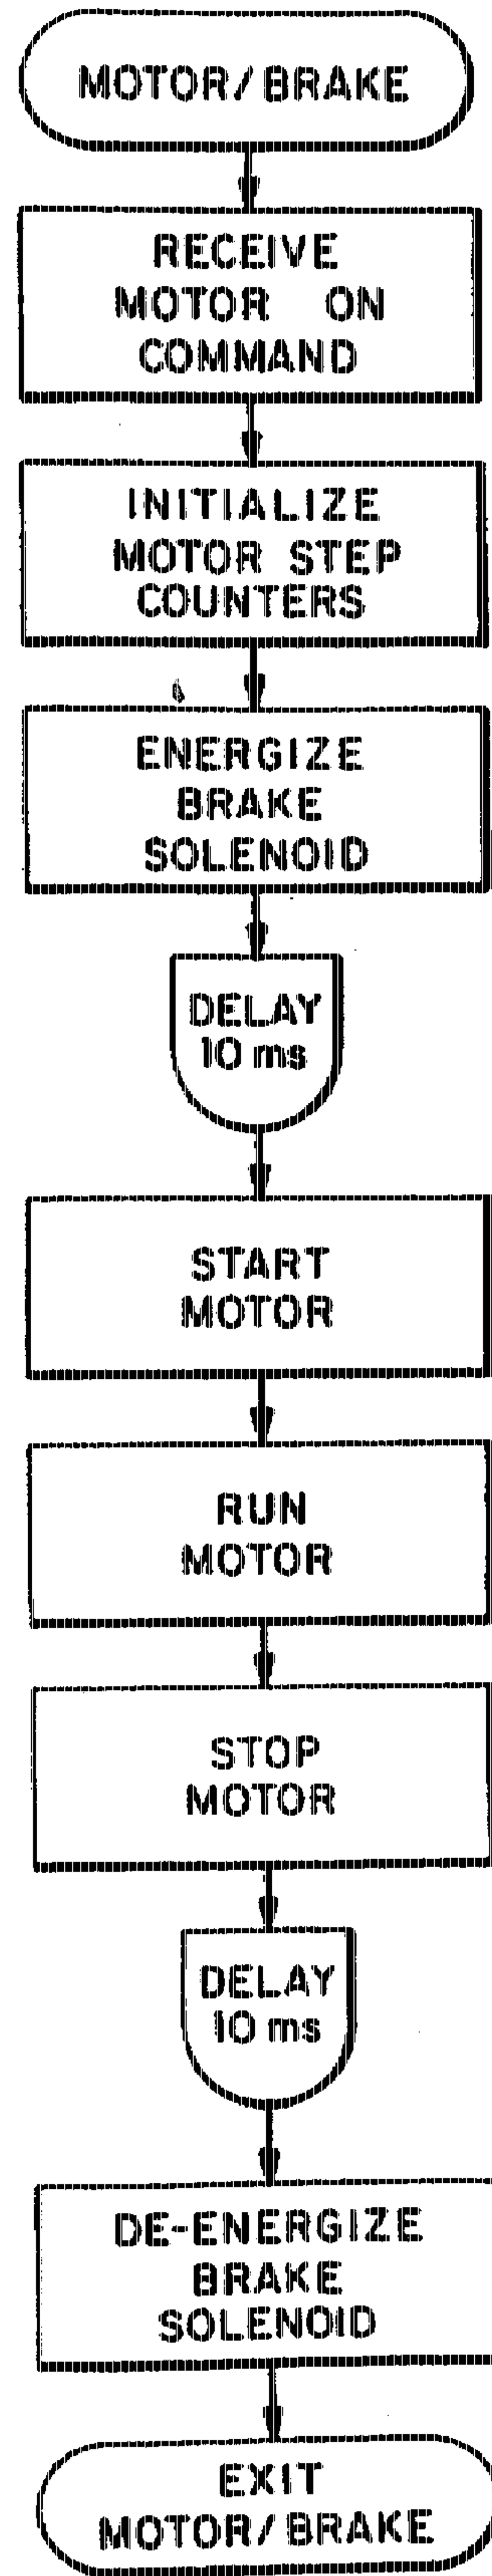 MOTOR/BRAKE
RECEIVE
MOTOR ON
COMMAND
INITIALIZE
MOTOR STEP
COUNTERS
ENERGIZE
BRAKE
SOLENOID
DELAY
10 ms
START
MOTOR
RUN
MOTOR
STOP
MOTOR
DELAY
10 ms
DE-ENERGIZE
BRAKE
SOLENOID
EXIT
MOTOR/BRAKE